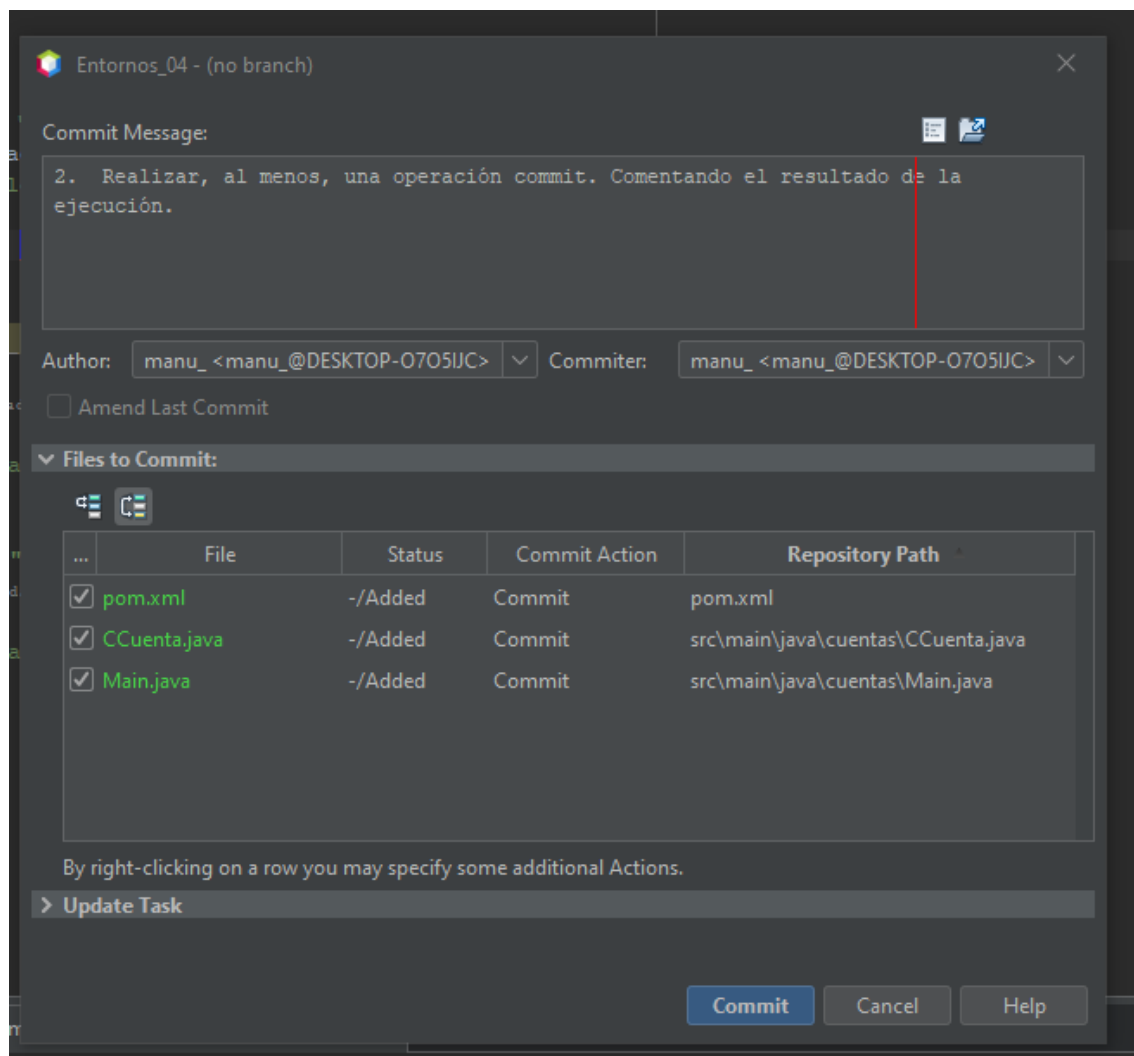 Entornos_04 - (no branch)
Commit Message:
2.  Realizar, al menos, una operación commit. Comentando el resultado de la
ejecución.
Author: manu_ <manu_@DESKTOP-O7O5IJC> Commiter: manu_ <manu_@DESKTOP-O7O5IJC>
Amend Last Commit
Files to Commit:
... File Status Commit Action Repository Path
pom.xml -/Added Commit pom.xml
CCuenta.java -/Added Commit src\main\java\cuentas\CCuenta.java
Main.java -/Added Commit src\main\java\cuentas\Main.java
By right-clicking on a row you may specify some additional Actions.
Update Task
Commit Cancel Help